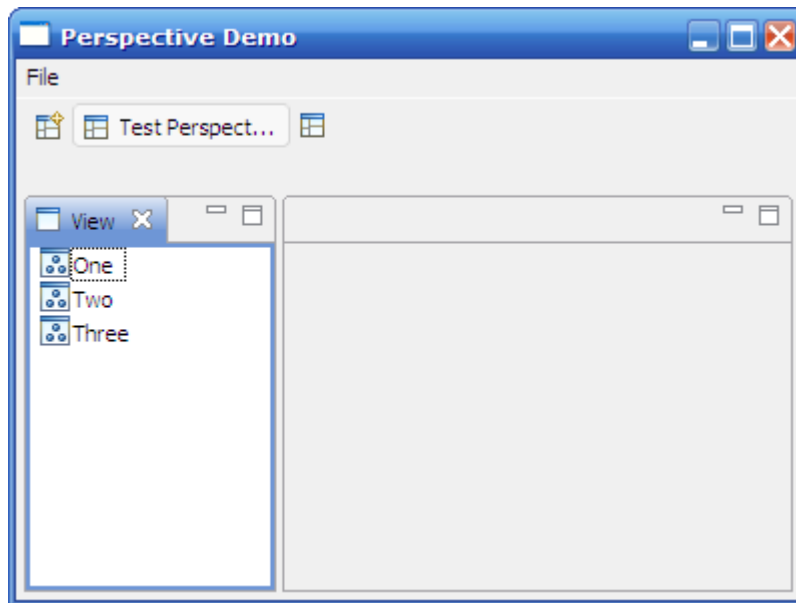 Perspective Demo
File
Test Perspect...
View
One
Two
Three